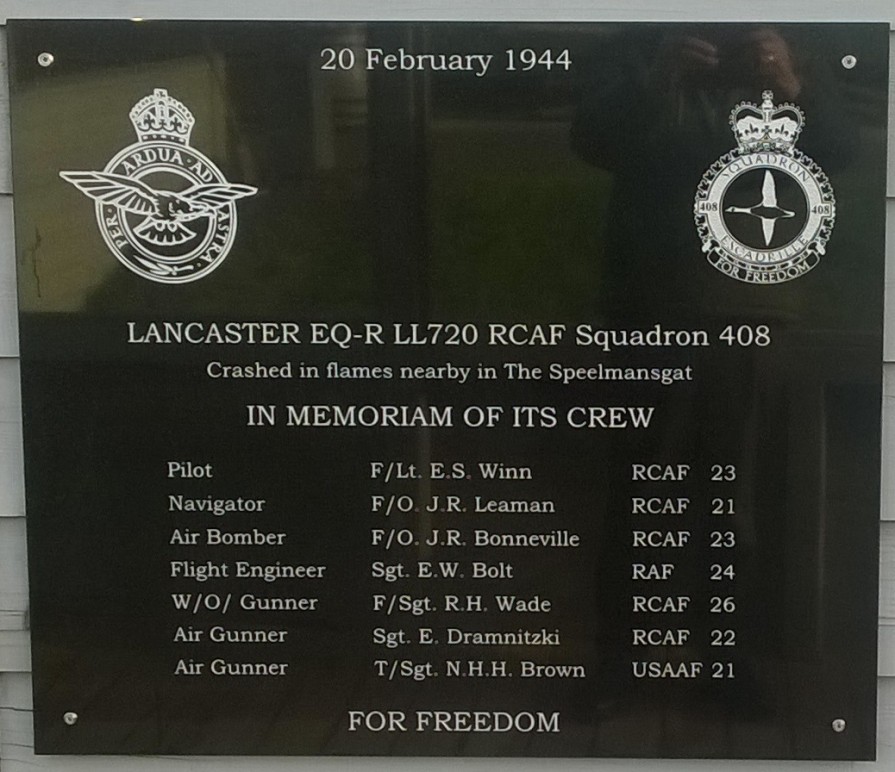 20 February 1944
PER · ARDUA · AD ASTRA ·
SQUADRON
408 408
ESCADRILLE
FOR FREEDOM
LANCASTER EQ-R LL720 RCAF Squadron 408
Crashed in flames nearby in The Speelmansgat
IN MEMORIAM OF ITS CREW
Pilot F/Lt. E.S. Winn RCAF 23
Navigator F/O. J.R. Leaman RCAF 21
Air Bomber F/O. J.R. Bonneville RCAF 23
Flight Engineer Sgt. E.W. Bolt RAF 24
W/O/ Gunner F/Sgt. R.H. Wade RCAF 26
Air Gunner Sgt. E. Dramnitzki RCAF 22
Air Gunner T/Sgt. N.H.H. Brown USAAF 21
FOR FREEDOM